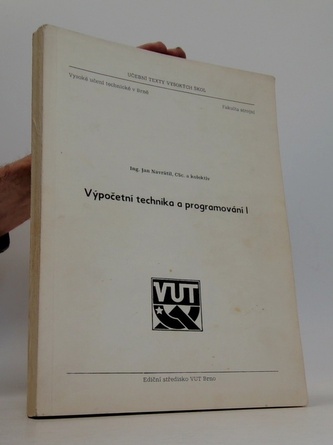 UČEBNÍ TEXTY VYSOKÝCH ŠKOL
Vysoké učení technické v Brně Fakulta strojní
Ing. Jan Navrátil, CSc. a kolektiv
Výpočetní technika a programování I
VUT
Ediční středisko VUT Brno